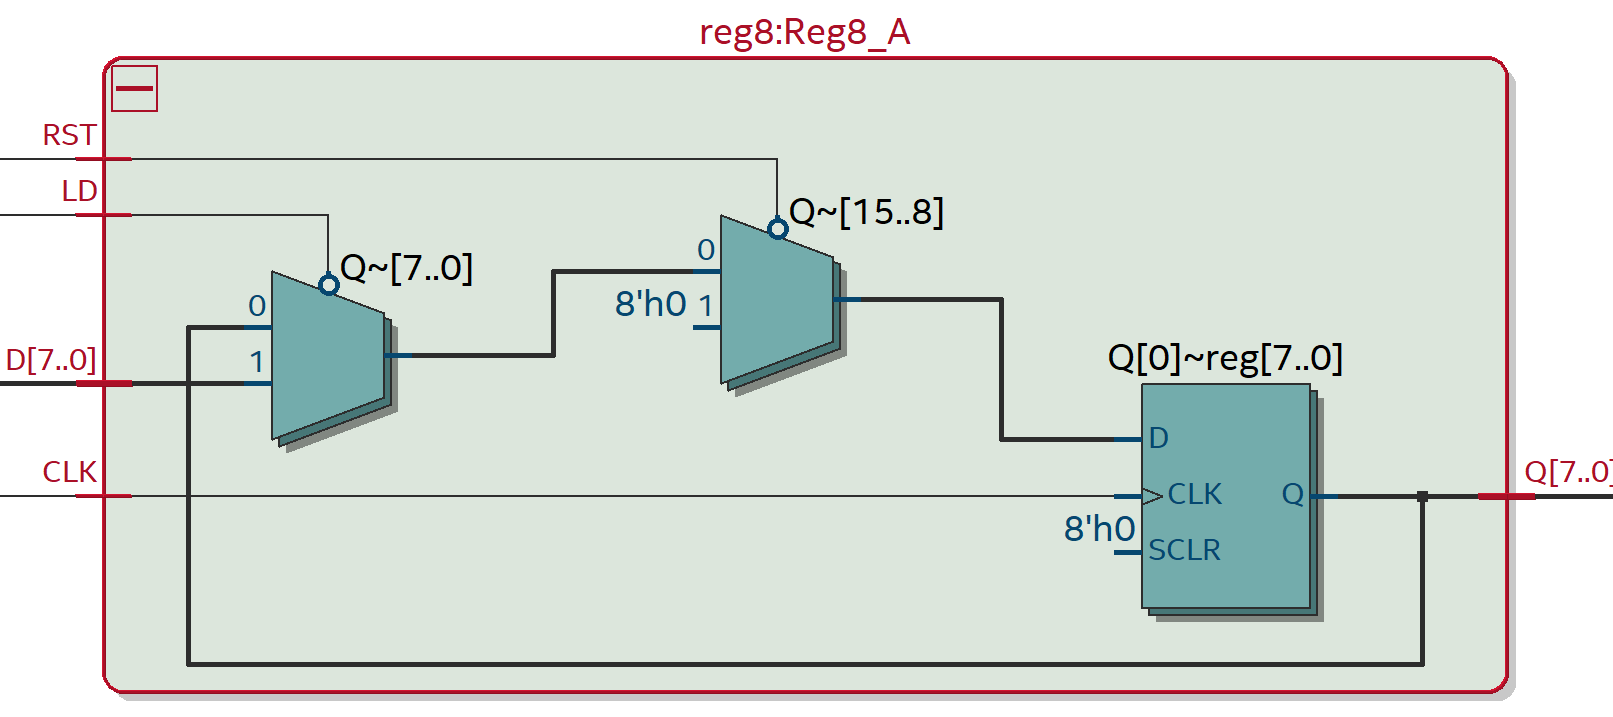 reg8:Reg8_A
RST
LD
Q~[15..8]
0
Q~[7..0]
8'h0 1
0
D[7..0]
1
Q[0]~reg[7..0]
D
CLK
CLK
Q
Q[7..0]
8'h0
SCLR